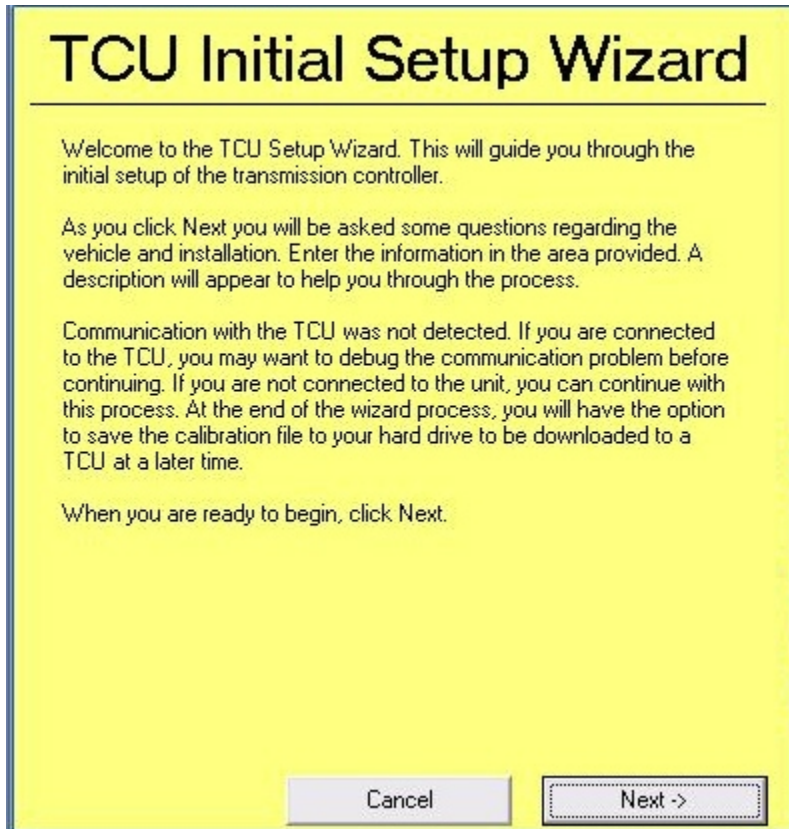 TCU Initial Setup Wizard
Welcome to the TCU Setup Wizard. This will guide you through the
initial setup of the transmission controller.
As you click Next you will be asked some questions regarding the
vehicle and installation. Enter the information in the area provided. A
description will appear to help you through the process.
Communication with the TCU was not detected. If you are connected
to the TCU, you may want to debug the communication problem before
continuing. If you are not connected to the unit, you can continue with
this process. At the end of the wizard process, you will have the option
to save the calibration file to your hard drive to be downloaded to a
TCU at a later time.
When you are ready to begin, click Next.
Cancel
Next ->